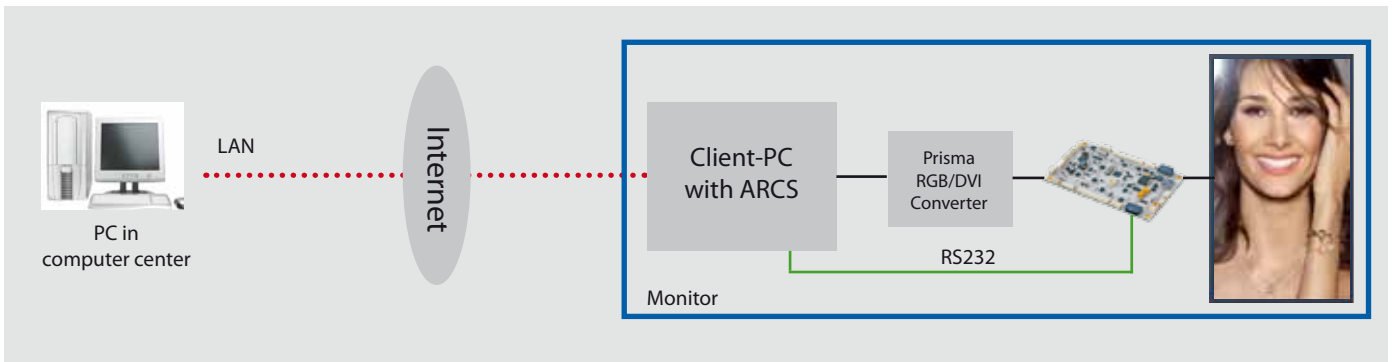 LAN
PC in
computer center
Internet
Client-PC
with ARCS
Prisma
RGB/DVI
Converter
RS232
Monitor